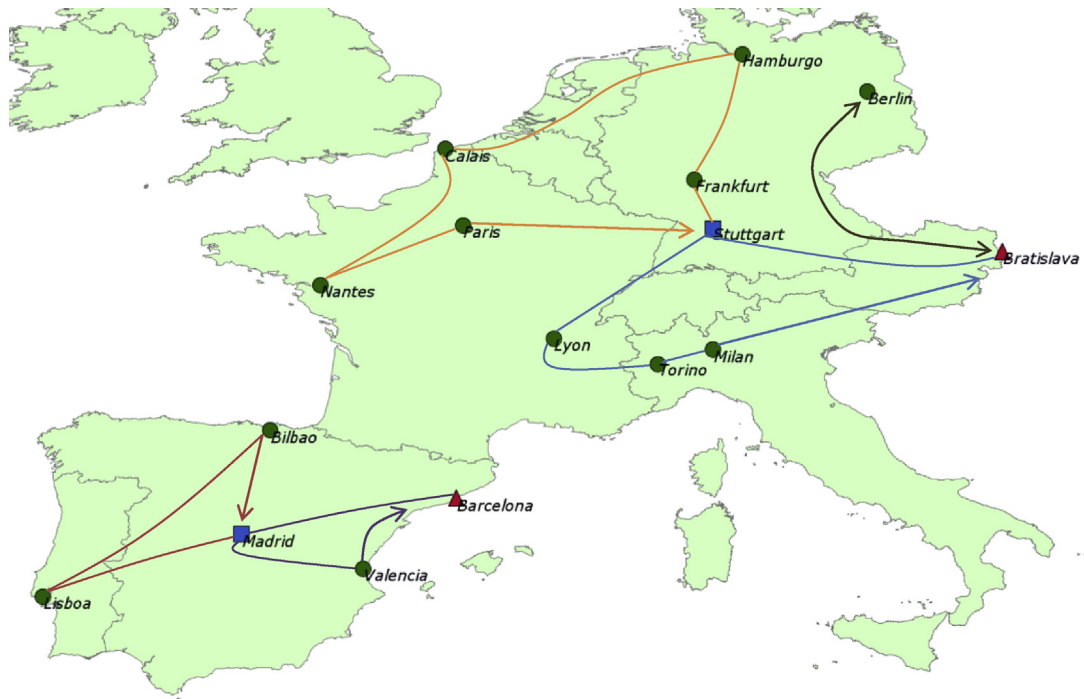 Hamburgo
Berlin
Calais
Frankfurt
Paris
Stuttgart
Bratislava
Nantes
Lyon
Milan
Torino
Bilbao
Barcelona
Madrid
Valencia
Lisboa